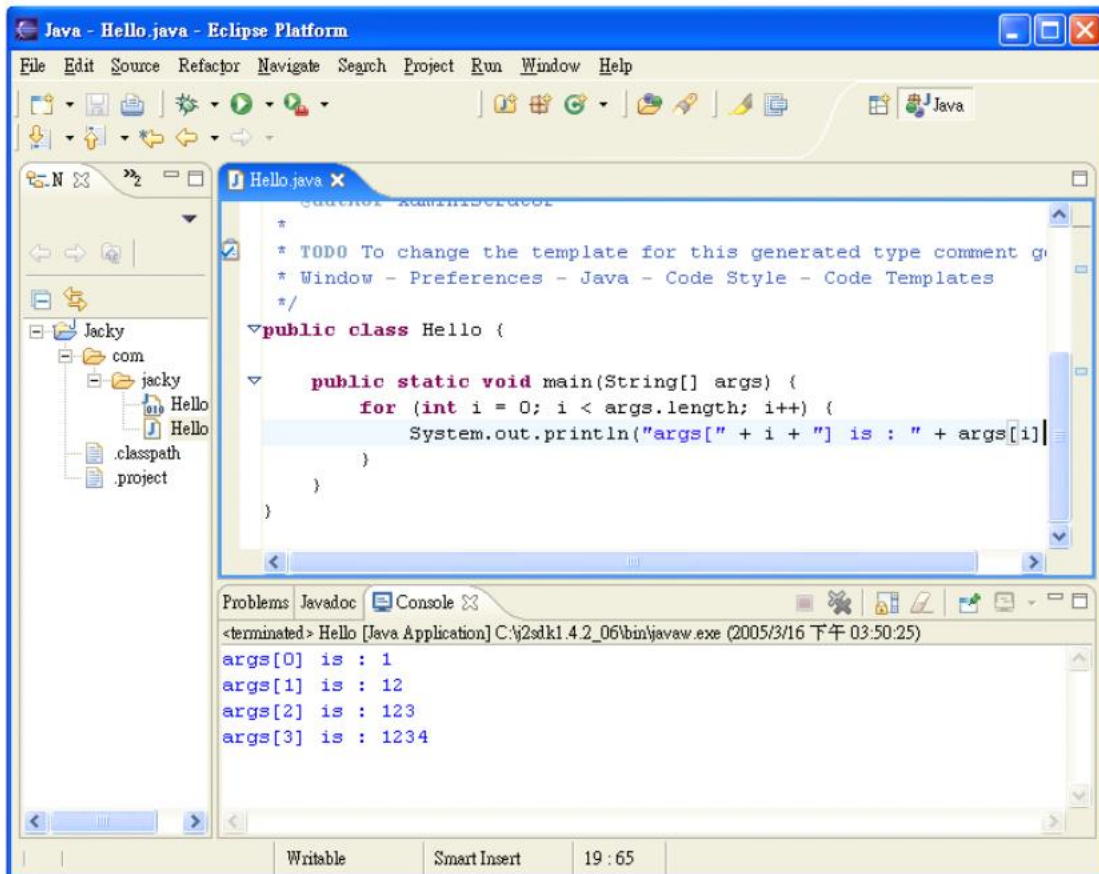 Java - Hello.java - Eclipse Platform
File Edit Source Refactor Navigate Search Project Run Window Help
Java
N
»2
Hello.java
*
* TODO To change the template for this generated type comment
* Window - Preferences - Java - Code Style - Code Templates
*/
public class Hello {
public static void main(String[] args) {
for (int i = 0; i < args.length; i++) {
System.out.println("args[" + i + "] is : " + args[i]
}
}
}
Jacky
com
jacky
Hello
Hello
.classpath
.project
Problems Javadoc Console
<terminated> Hello [Java Application] C:\j2sdk1.4.2_06\bin\javaw.exe (2005/3/16 下午 03:50:25)
args[0] is : 1
args[1] is : 12
args[2] is : 123
args[3] is : 1234
Writable Smart Insert 19 : 65